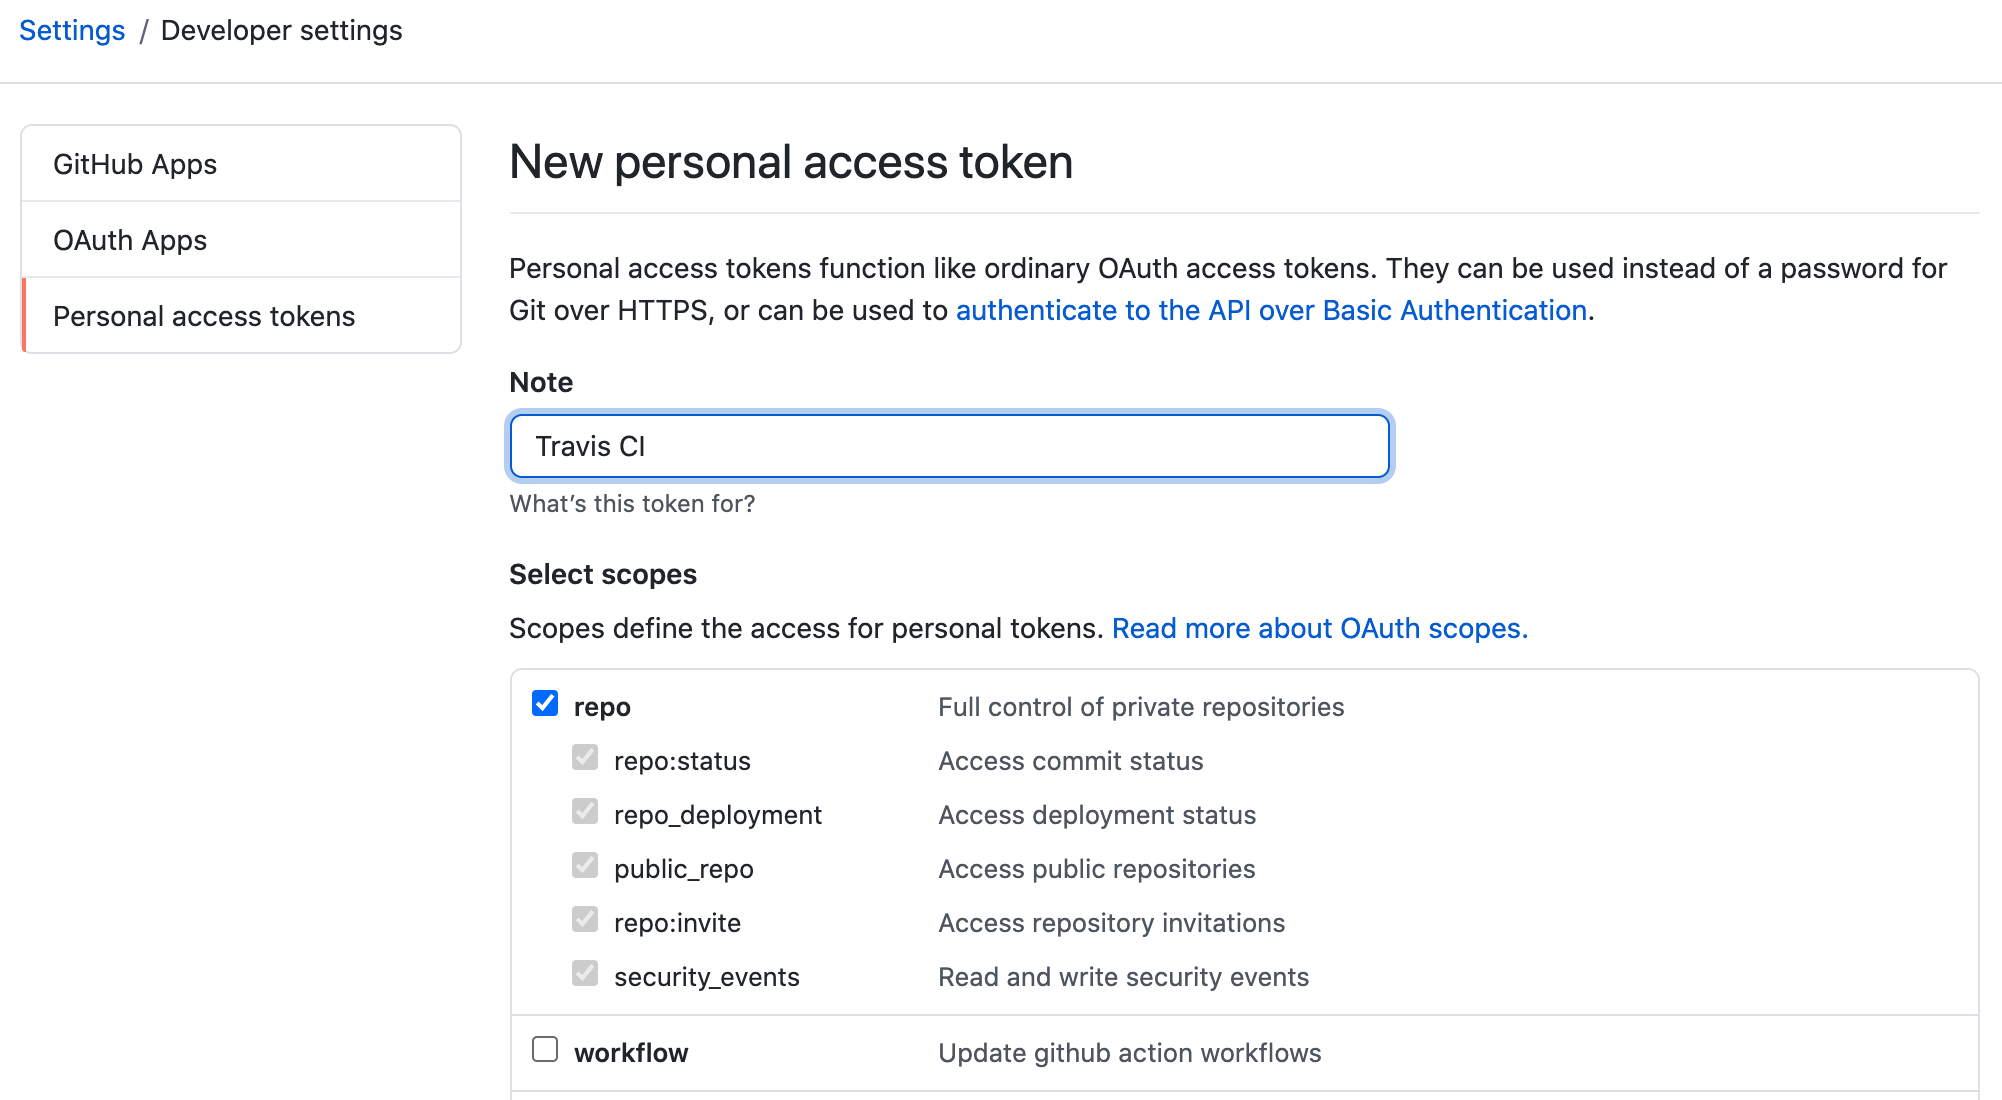 Settings / Developer settings
GitHub Apps
OAuth Apps
Personal access tokens
New personal access token
Personal access tokens function like ordinary OAuth access tokens. They can be used instead of a password for
Git over HTTPS, or can be used to authenticate to the API over Basic Authentication.
Note
Travis CI
What’s this token for?
Select scopes
Scopes define the access for personal tokens. Read more about OAuth scopes.
repo Full control of private repositories
repo:status Access commit status
repo_deployment Access deployment status
public_repo Access public repositories
repo:invite Access repository invitations
security_events Read and write security events
workflow Update github action workflows